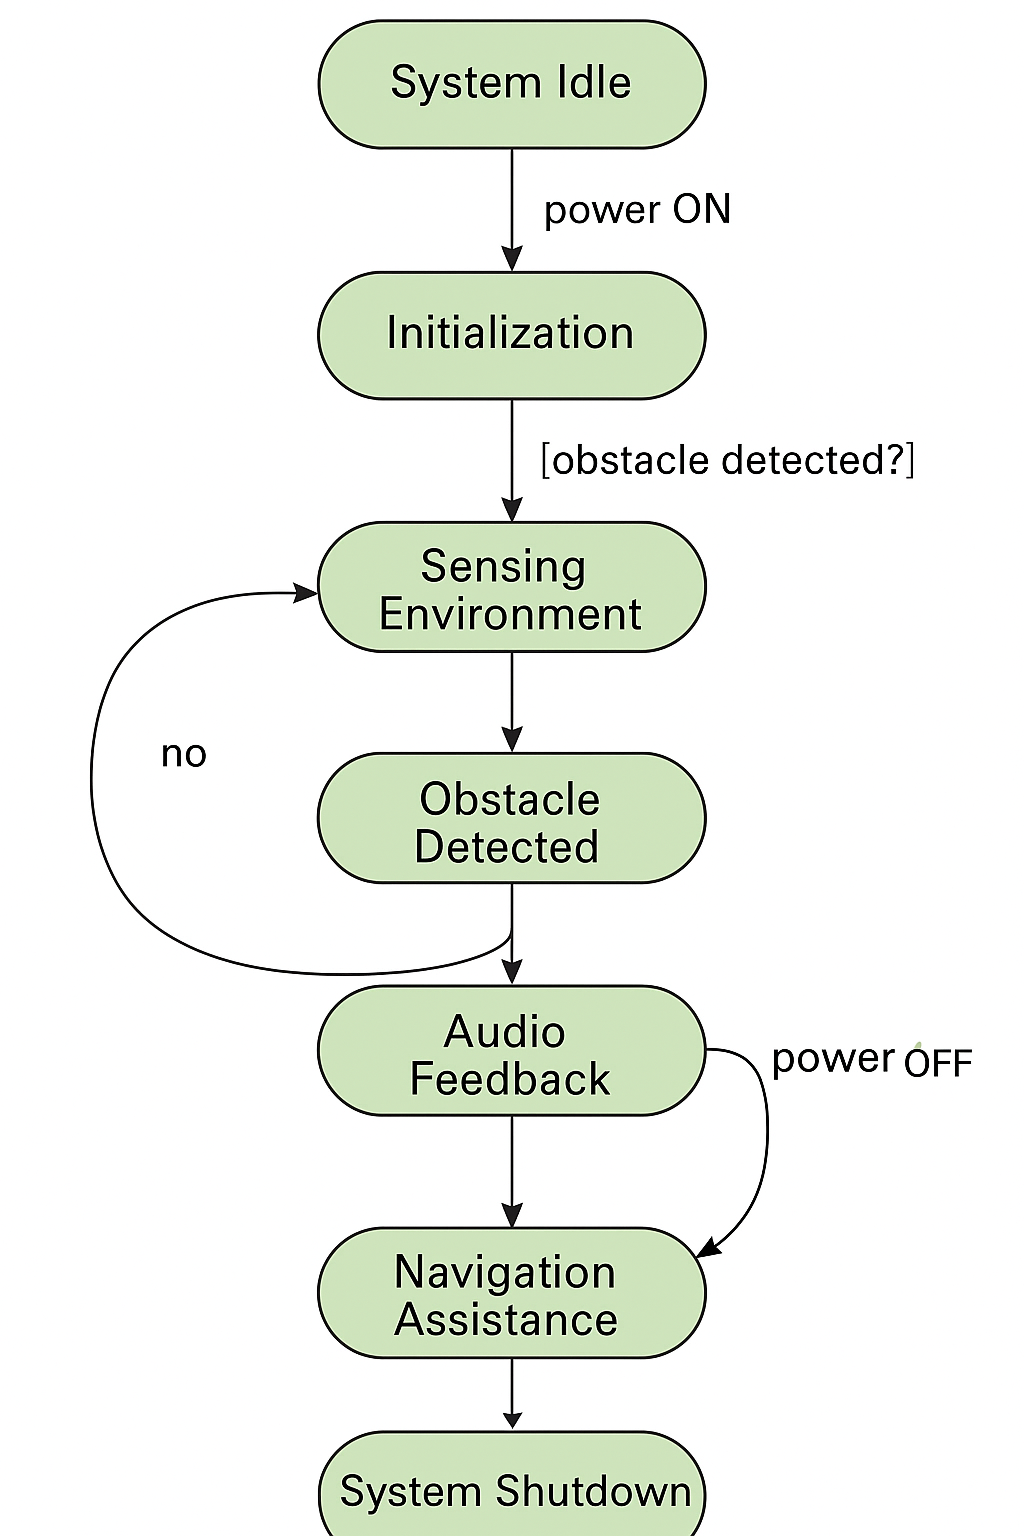 System Idle
power ON
Initialization
[obstacle detected?]
Sensing
Environment
no
Obstacle
Detected
Audio
Feedback
power OFF
Navigation
Assistance
System Shutdown